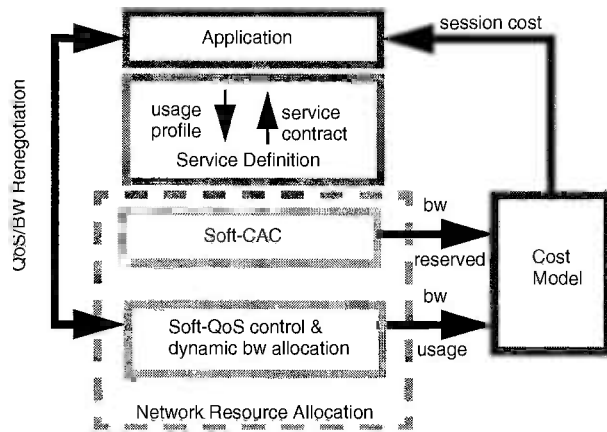 session cost
Application
usage
profile
service
contract
Service Definition
QoS/BW Renegotiation
Soft-CAC
bw
reserved
Cost
Model
Soft-QoS control &
dynamic bw allocation
bw
usage
Network Resource Allocation